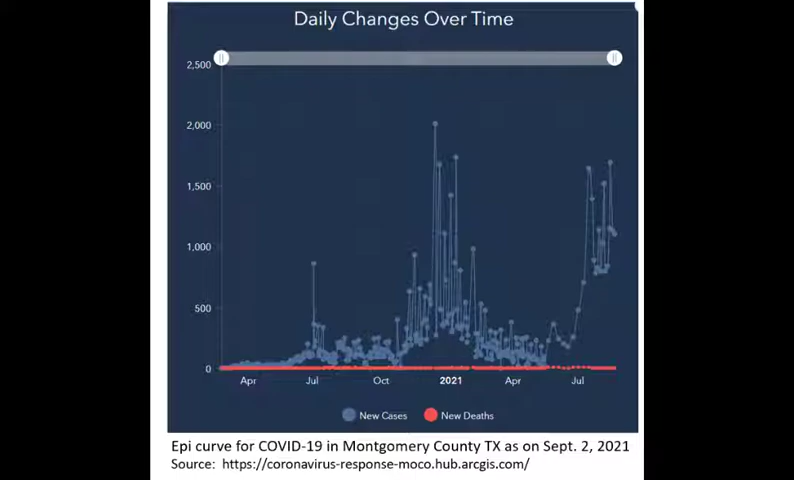 Daily Changes Over Time
2,500
2,000
1,500
1,000
500
0
Apr Jul Oct 2021 Apr Jul
New Cases New Deaths
Epi curve for COVID-19 in Montgomery County TX as on Sept. 2, 2021
Source: https://coronavirus-response-moco.hub.arcgis.com/